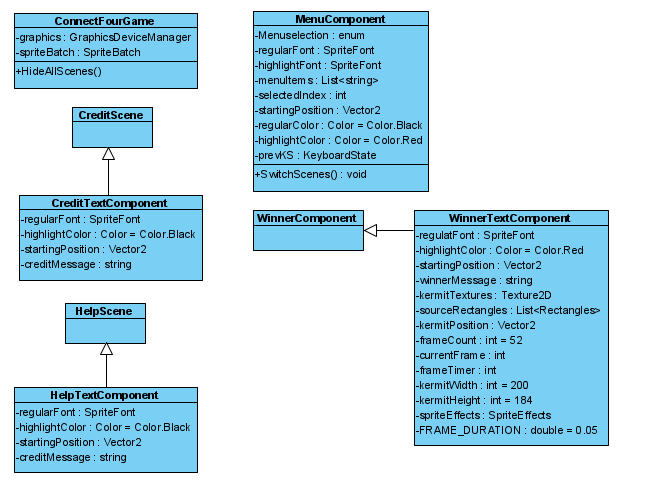 ConnectFourGame
-graphics : GraphicsDeviceManager
-spriteBatch : SpriteBatch
+HideAllScenes()
MenuComponent
-Menuselection : enum
-regularFont : SpriteFont
-highlightFont : SpriteFont
-menuItems : List<string>
-selectedIndex : int
-startingPosition : Vector2
-regularColor : Color = Color.Black
-highlightColor : Color = Color.Red
-prevKS : KeyboardState
+SwitchScenes() : void
CreditScene
CreditTextComponent
-regularFont : SpriteFont
-highlightColor : Color = Color.Black
-startingPosition : Vector2
-creditMessage : string
WinnerComponent
WinnerTextComponent
-regulatFont : SpriteFont
-highlightColor : Color = Color.Red
-startingPosition : Vector2
-winnerMessage : string
-kermitTextures : Texture2D
-sourceRectangles : List<Rectangles>
-kermitPosition : Vector2
-frameCount : int = 52
-currentFrame : int
-frameTimer : int
-kermitWidth : int = 200
-kermitHeight : int = 184
-spriteEffects : SpriteEffects
-FRAME_DURATION : double = 0.05
HelpScene
HelpTextComponent
-regularFont : SpriteFont
-highlightColor : Color = Color.Black
-startingPosition : Vector2
-creditMessage : string